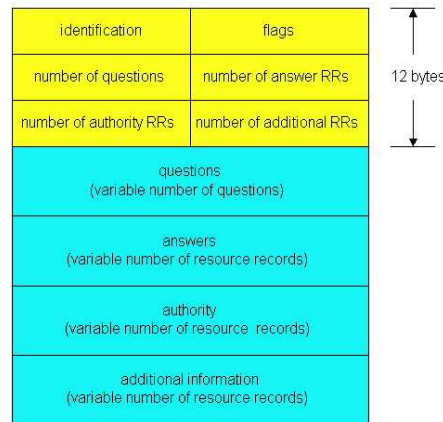 identification
flags
12 bytes
number of questions
number of answer RRs
number of authority RRs
number of additional RRs
questions
(variable number of questions)
answers
(variable number of resource records)
authority
(variable number of resource records)
additional information
(variable number of resource records)